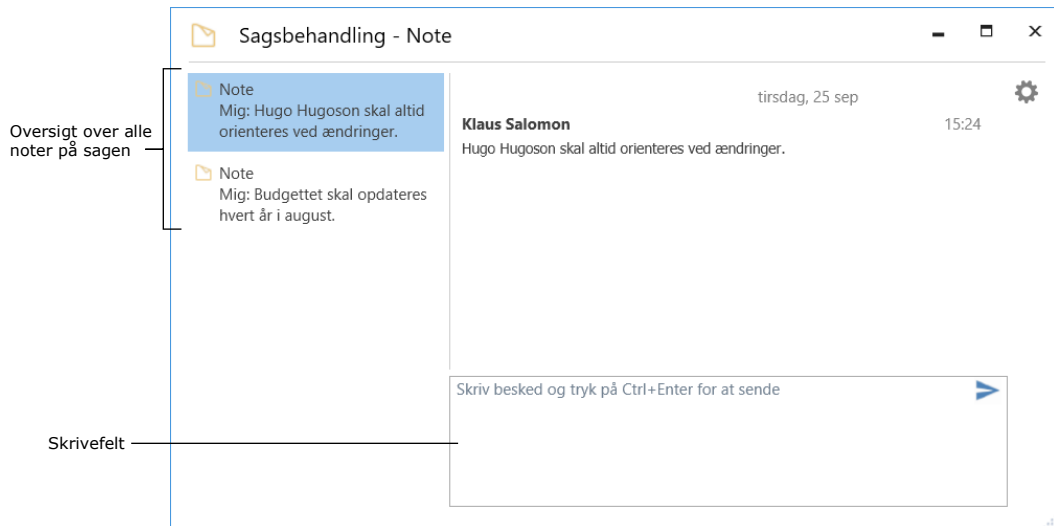 Sagsbehandling - Note
Oversigt over alle
noter på sagen
Note
Mig: Hugo Hugoson skal altid
orienteres ved ændringer.
Note
Mig: Budgettet skal opdateres
hvert år i august.
tirsdag, 25 sep
Klaus Salomon 15:24
Hugo Hugoson skal altid orienteres ved ændringer.
Skriv besked og tryk på Ctrl+Enter for at sende
Skrivefelt